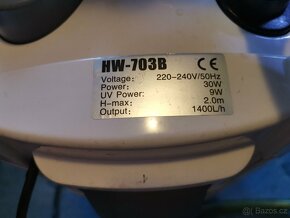 HW-703B CE
Voltage: 220-240V/50Hz
Power: 30W
UV Power: 9W
H-max: 2.0m
Output: 1400L/h
Bazos.cz